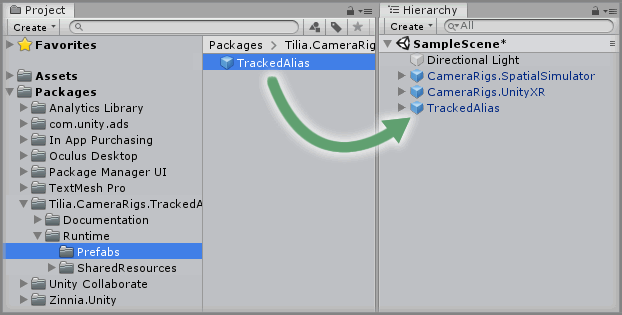 Project
Create
Favorites
Assets
Packages
Analytics Library
com.unity.ads
In App Purchasing
Oculus Desktop
Package Manager UI
TextMesh Pro
Tilia.CameraRigs.TrackedA
Documentation
Runtime
Prefabs
SharedResources
Unity Collaborate
Zinnia.Unity
Packages Tilia.CameraRig
TrackedAlias
Hierarchy
Create All
SampleScene*
Directional Light
CameraRigs.SpatialSimulator
CameraRigs.UnityXR
TrackedAlias